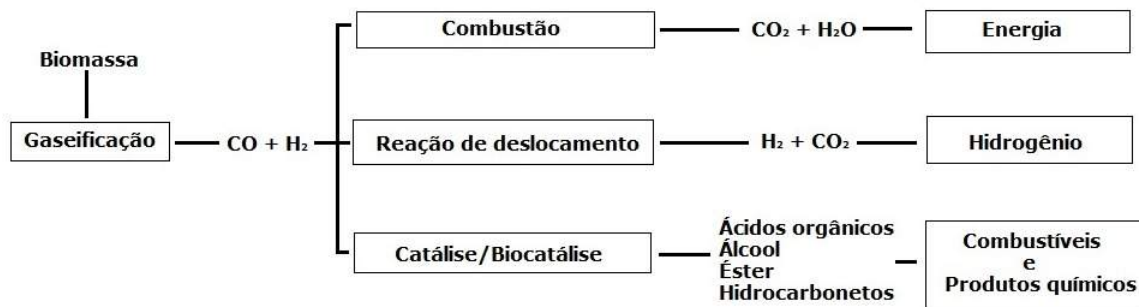 Biomassa
Gaseificação
CO + H₂
Combustão
CO₂ + H₂O
Energia
Reação de deslocamento
H₂ + CO₂
Hidrogênio
Catálise/Biocatálise
Ácidos orgânicos
Álcool
Éster
Hidrocarbonetos
Combustíveis
e
Produtos químicos